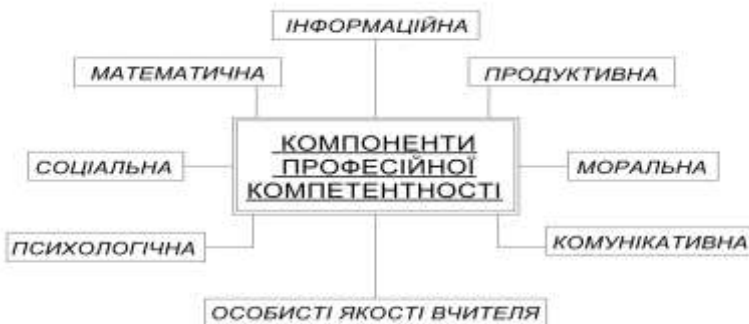 ІНФОРМАЦІЙНА
МАТЕМАТИЧНА
ПРОДУКТИВНА
КОМПОНЕНТИ
ПРОФЕСІЙНОЇ
КОМПЕТЕНТНОСТІ
СОЦІАЛЬНА
МОРАЛЬНА
ПСИХОЛОГІЧНА
КОМУНІКАТИВНА
ОСОБИСТІ ЯКОСТІ ВЧИТЕЛЯ